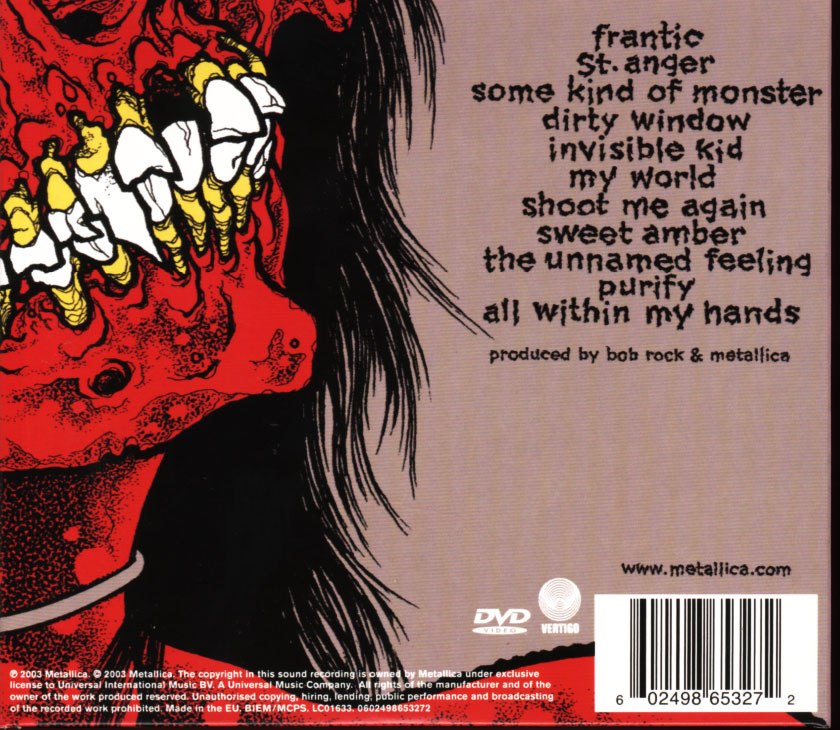 frantic
St. anger
some kind of monster
dirty window
invisible kid
my world
shoot me again
sweet amber
the unnamed feeling
purify
all within my hands
produced by bob rock & metallica
www.metallica.com
DVD
VIDEO
VERTIGO
℗ 2003 Metallica. © 2003 Metallica. The copyright in this sound recording is owned by Metallica under exclusive
license to Universal International Music BV. A Universal Music Company. All rights of the manufacturer and of the
owner of the work produced reserved. Unauthorised copying, hiring, lending, public performance and broadcasting
of the recorded work prohibited. Made in the EU. BIEM/MCPS. LC01633. 0602498653272
6 02498 65327 2